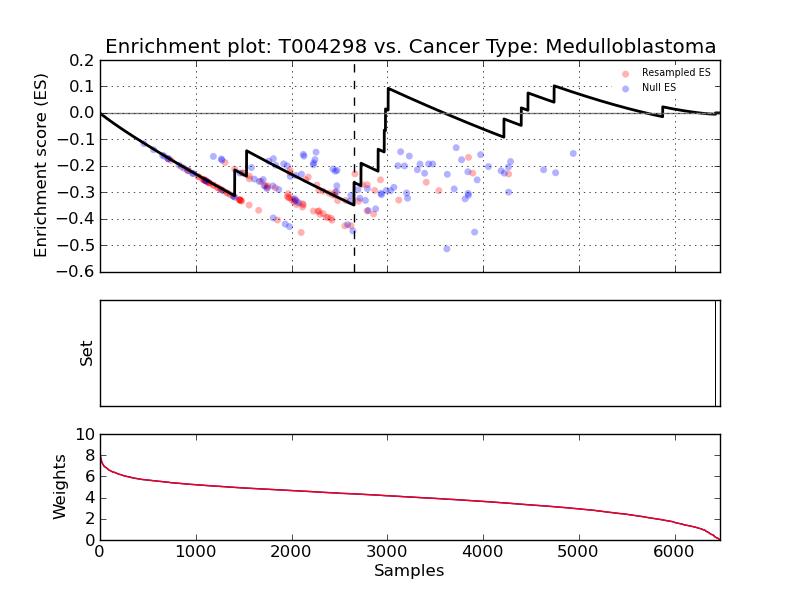 Enrichment plot: T004298 vs. Cancer Type: Medulloblastoma
Enrichment score (ES)
0.2
0.1
0.0
−0.1
−0.2
−0.3
−0.4
−0.5
−0.6
Resampled ES
Null ES
Set
Weights
10
8
6
4
2
0
0 1000 2000 3000 4000 5000 6000
Samples